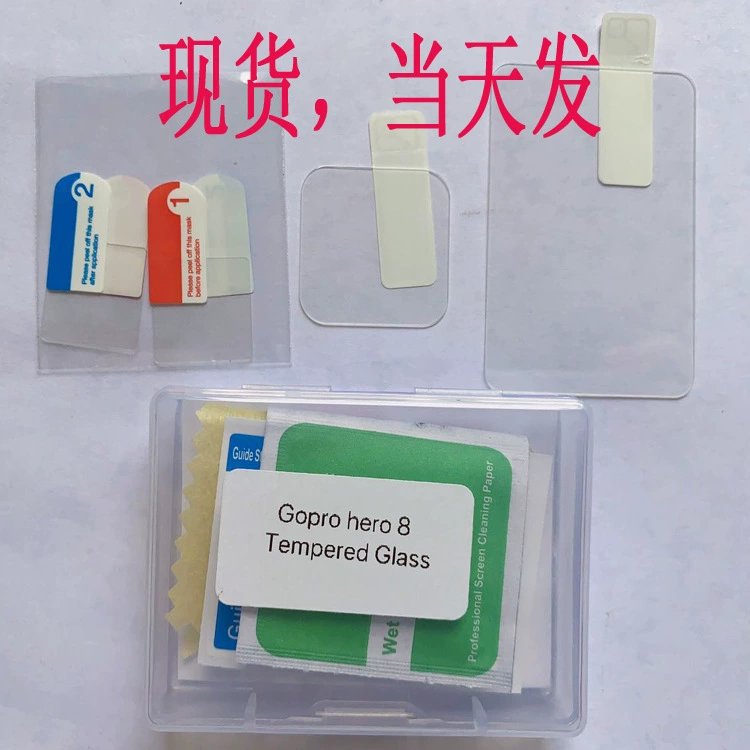 现货，当天发
2
Please peel off this mask
after application
1
Please peel off this mask
before application
Guide S
Gopro hero 8
Tempered Glass
Professional Screen Cleaning Paper
Gui
Wet